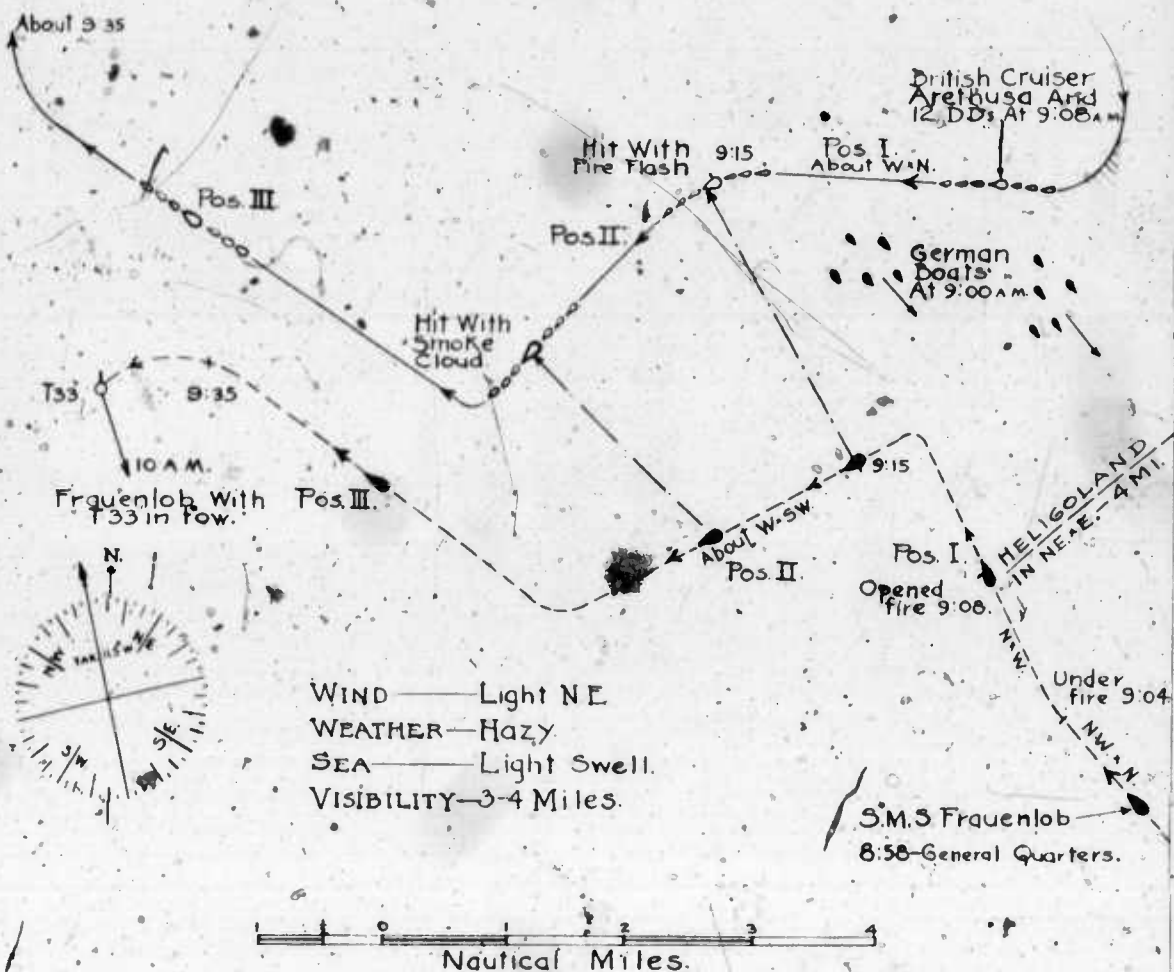 About 9 35
British Cruiser
Arethusa And
12 DDs At 9:08 A.M.
Hit With
Fire Flash
9:15
Pos I.
About W×N.
Pos. III
Pos II.
German
Boats
At 9:00 A.M.
Hit With
Smoke
Cloud
T33
9:35
10 A.M.
Frauenlob With
T33 in Tow.
Pos. III.
9:15
About W.SW
Pos. II
HELIGOLAND
IN NE.×E.-4 MI.
Pos. I
Opened
fire 9:08.
N×W.
Under
fire 9:04
NW×N.
S.M.S Frauenlob
8:58-General Quarters.
N.
N/W
N/E
S/W
S/E
WIND — Light NE
WEATHER — Hazy
SEA — Light Swell.
VISIBILITY — 3-4 Miles.
1 0 1 2 3 4
Nautical Miles.